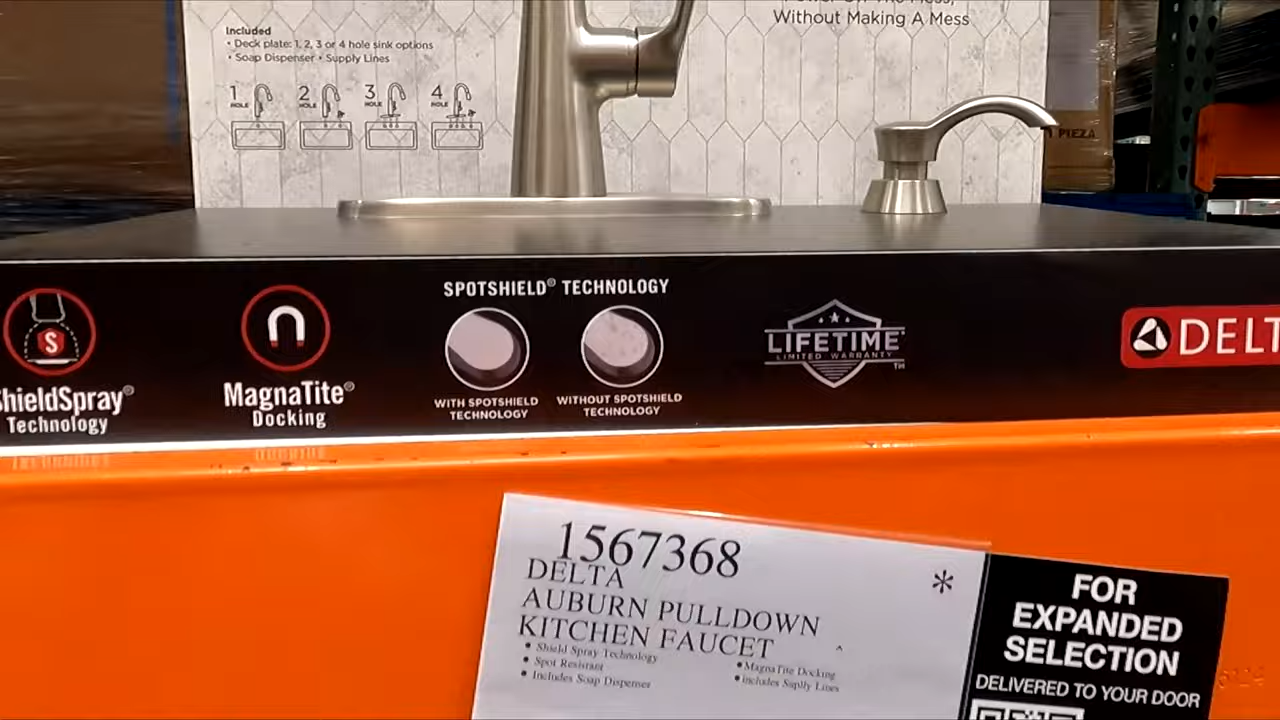 Without Making A Mess
Included
• Deck plate: 1, 2, 3 or 4 hole sink options
• Soap Dispenser • Supply Lines
1 HOLE
2 HOLE
3 HOLE
4 HOLE
PIEZA
SPOTSHIELD® TECHNOLOGY
S
ShieldSpray®
Technology
MagnaTite®
Docking
WITH SPOTSHIELD
TECHNOLOGY
WITHOUT SPOTSHIELD
TECHNOLOGY
LIFETIME
LIMITED WARRANTY
TM
DELT
1567368
DELTA
AUBURN PULLDOWN
KITCHEN FAUCET
*
• Shield Spray Technology
• Spot Resistant
• Includes Soap Dispenser
• MagnaTite Docking
• includes Suplly Lines
FOR
EXPANDED
SELECTION
DELIVERED TO YOUR DOOR